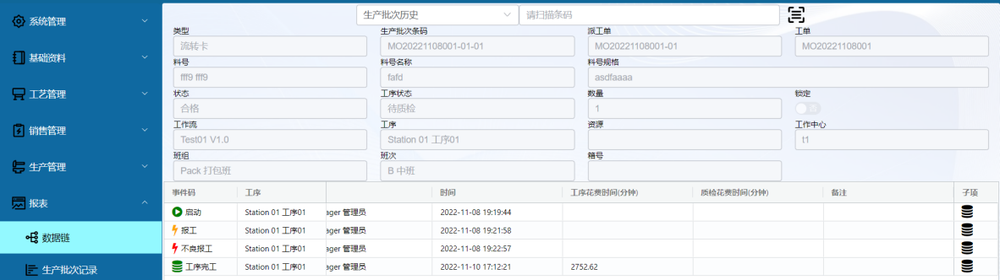 系统管理
基础资料
工艺管理
销售管理
生产管理
报表
数据链
生产批次记录
生产批次历史 请扫描条码
类型 生产批次条码 派工单 工单
流转卡 MO20221108001-01-01 MO20221108001-01 MO20221108001
料号 料号名称 料号规格
fff9 fff9 fafd asdfaaaa
状态 工序状态 数量 锁定
合格 待质检 1
工作流 工序 资源 工作中心
Test01 V1.0 Station 01 工序01 t1
班组 班次 箱号
Pack 打包班 B 中班
事件码 工序 时间 工序花费时间(分钟) 质检花费时间(分钟) 备注 子项
启动 Station 01 工序01 ager 管理员 2022-11-08 19:19:44
报工 Station 01 工序01 ager 管理员 2022-11-08 19:21:58
不良报工 Station 01 工序01 ager 管理员 2022-11-08 19:22:57
工序完工 Station 01 工序01 ager 管理员 2022-11-10 17:12:21 2752.62